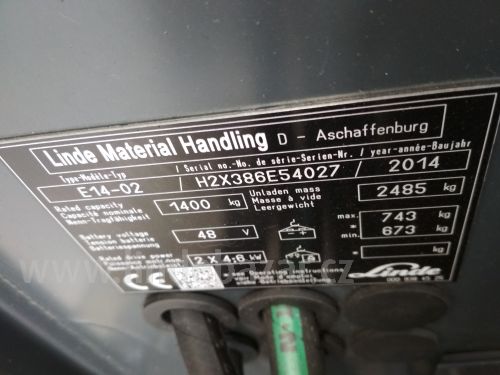 Linde Material Handling D - Aschaffenburg
Type-Modèle-Typ / Serial no.-No. de série-Serien-Nr. / year-année-Baujahr
E14-02 H2X386E54027 2014
Rated capacity
Capacité nominale
Nenn-Tragfähigkeit
1400 kg
Unladen mass
Masse à vide
Leergewicht
2485 kg
Battery voltage
tension batterie
48 V
max. 743 kg
min. 673 kg
Rated drive power
2 X 4.6 kW
* see Operating instructions
kg
Linde
CE